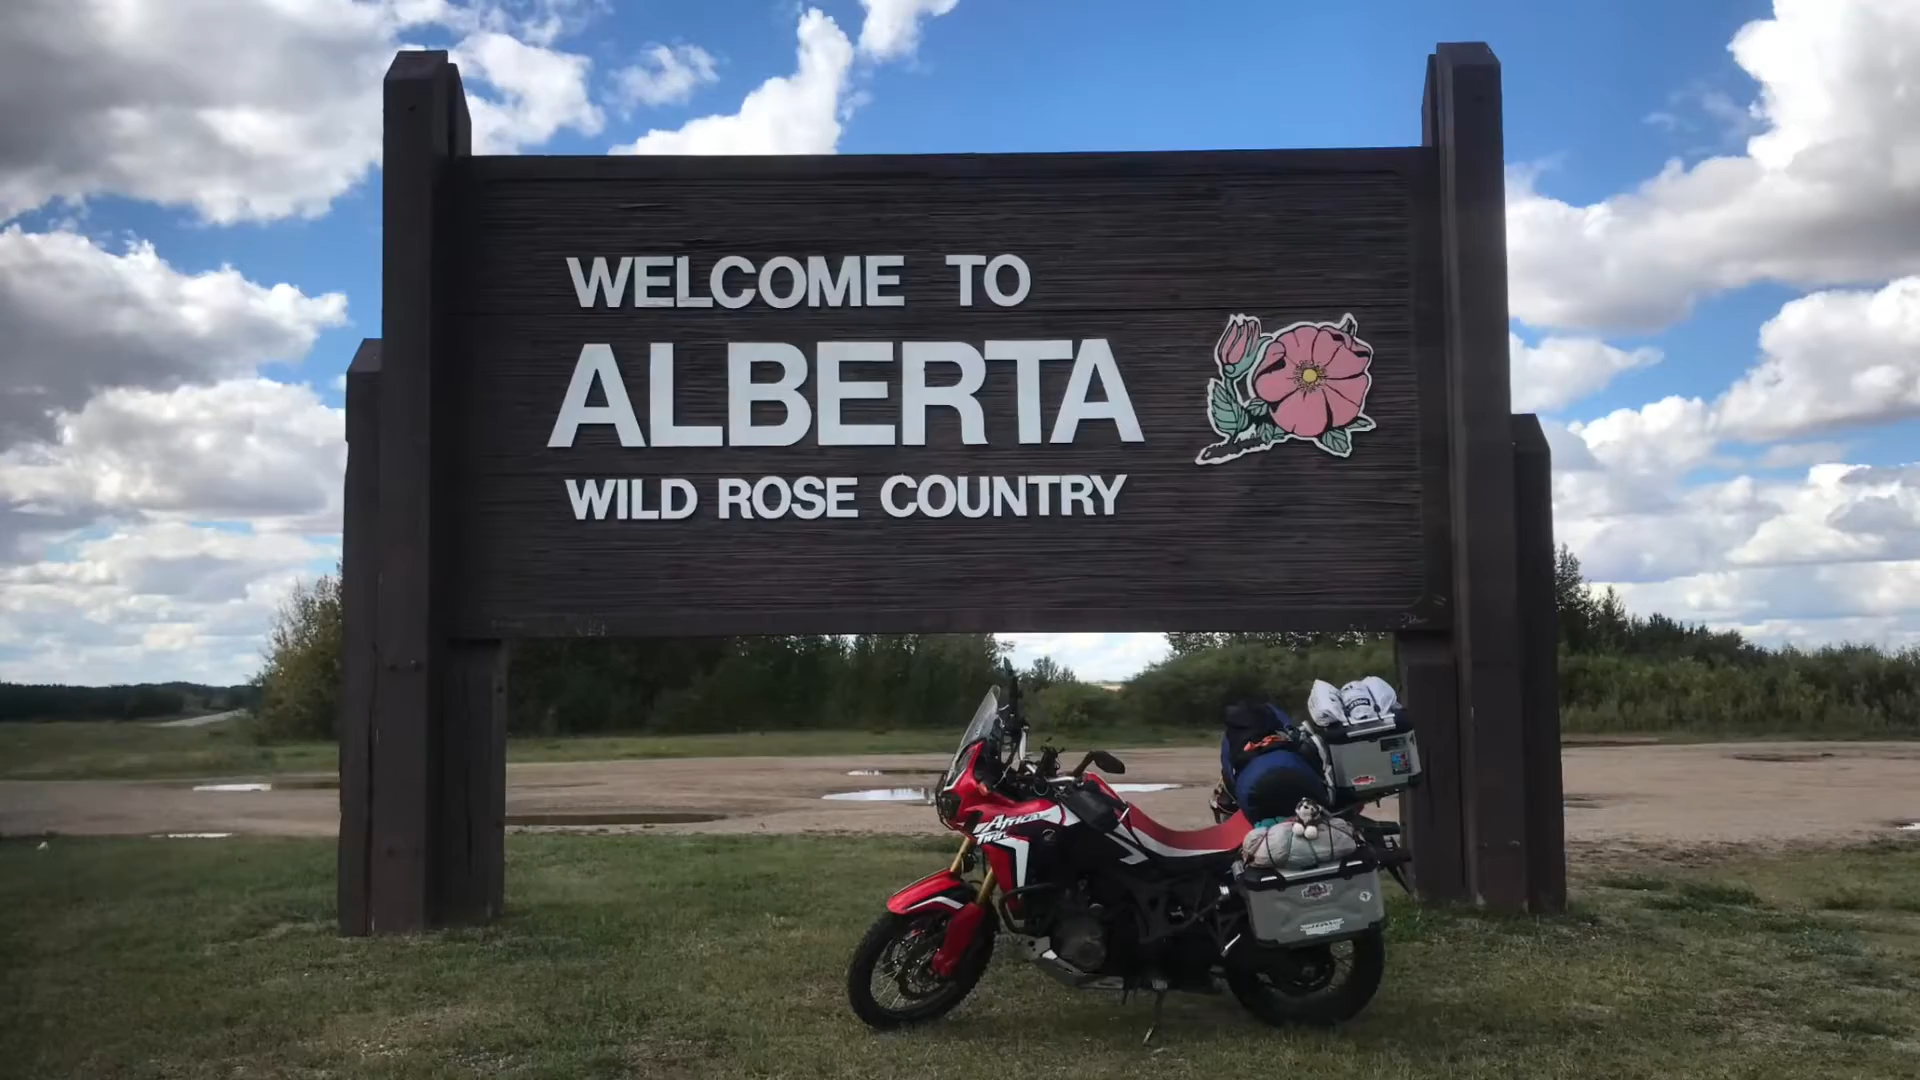 WELCOME TO
ALBERTA
WILD ROSE COUNTRY
Africa
Twin